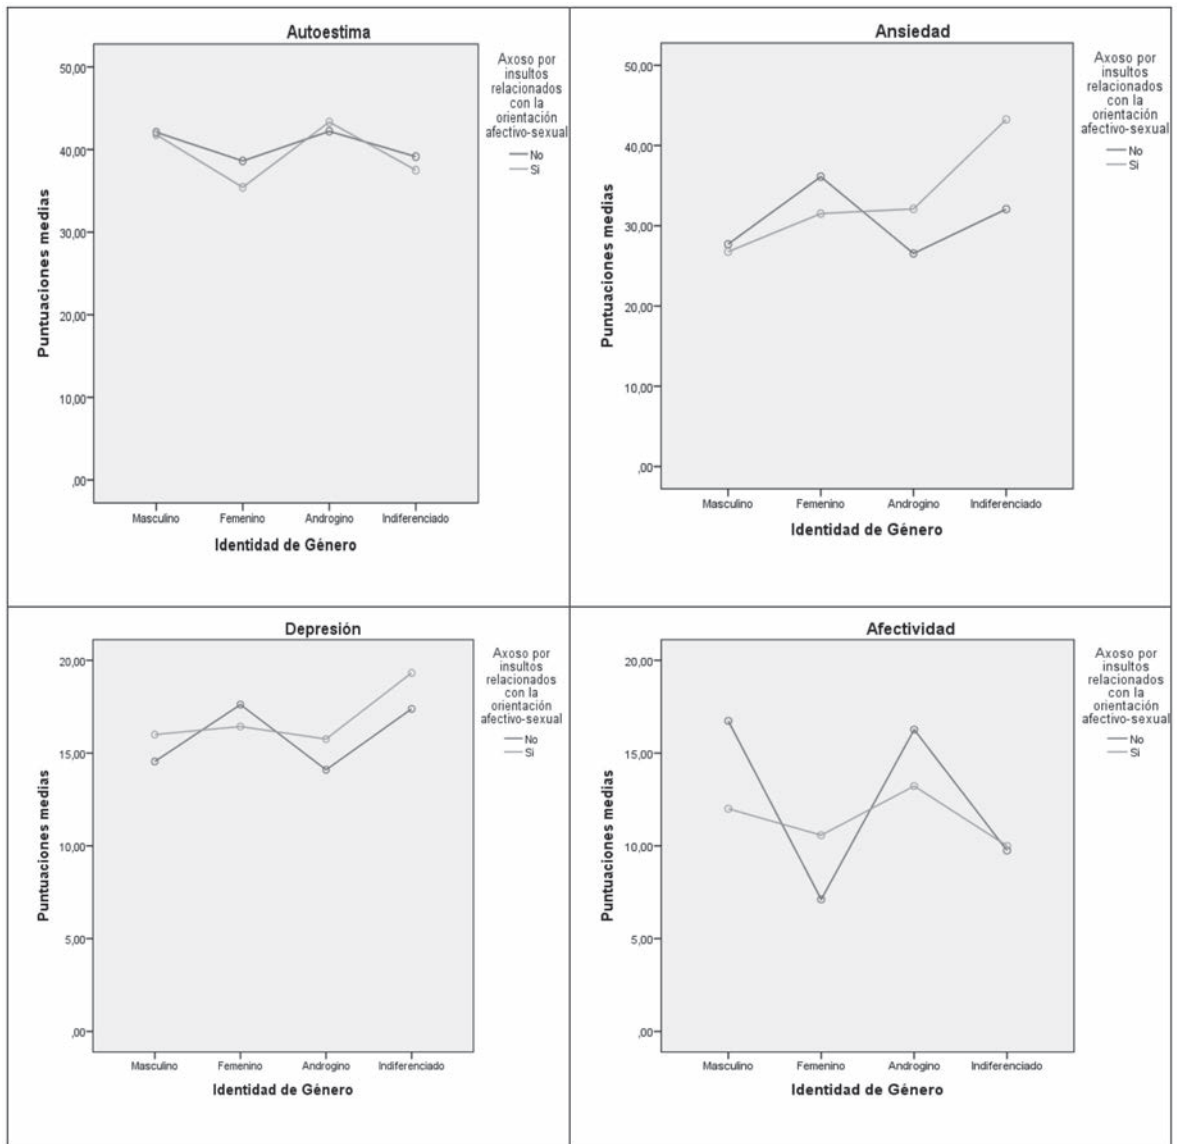 Autoestima
50,00
40,00
30,00
20,00
10,00
,00
Puntuaciones medias
Masculino
Femenino
Androgino
Indiferenciado
Identidad de Género
Axoso por
insultos
relacionados
con la
orientación
afectivo-sexual
No
Si
Ansiedad
50,00
40,00
30,00
20,00
10,00
,00
Puntuaciones medias
Masculino
Femenino
Androgino
Indiferenciado
Identidad de Género
Axoso por
insultos
relacionados
con la
orientación
afectivo-sexual
No
Si
Depresión
20,00
15,00
10,00
5,00
,00
Puntuaciones medias
Masculino
Femenino
Androgino
Indiferenciado
Identidad de Género
Axoso por
insultos
relacionados
con la
orientación
afectivo-sexual
No
Si
Afectividad
20,00
15,00
10,00
5,00
,00
Puntuaciones medias
Masculino
Femenino
Androgino
Indiferenciado
Identidad de Género
Axoso por
insultos
relacionados
con la
orientación
afectivo-sexual
No
Si